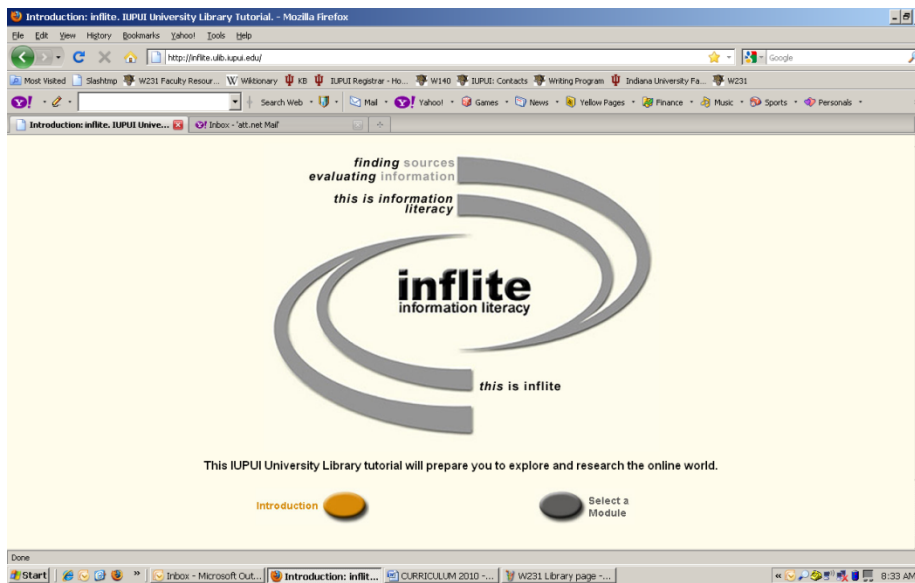 Introduction: inflite. IUPUI University Library Tutorial. - Mozilla Firefox
File Edit View History Bookmarks Yahoo! Tools Help
http://inflite.ulib.iupui.edu/ Google
Most Visited Slashtmp W231 Faculty Resour... Wiktionary KB IUPUI Registrar - Ho... W140 IUPUI: Contacts Writing Program Indiana University Fa... W231
Y! Search Web Mail Yahoo! Games News Yellow Pages Finance Music Sports Personals
Introduction: inflite. IUPUI Unive... Inbox - 'att.net Mail'
finding sources
evaluating information
this is information
literacy
inflite
information literacy
this is inflite
This IUPUI University Library tutorial will prepare you to explore and research the online world.
Introduction
Select a
Module
Done
Start Inbox - Microsoft Out... Introduction: inflit... CURRICULUM 2010 -... W231 Library page -... 8:33 AM